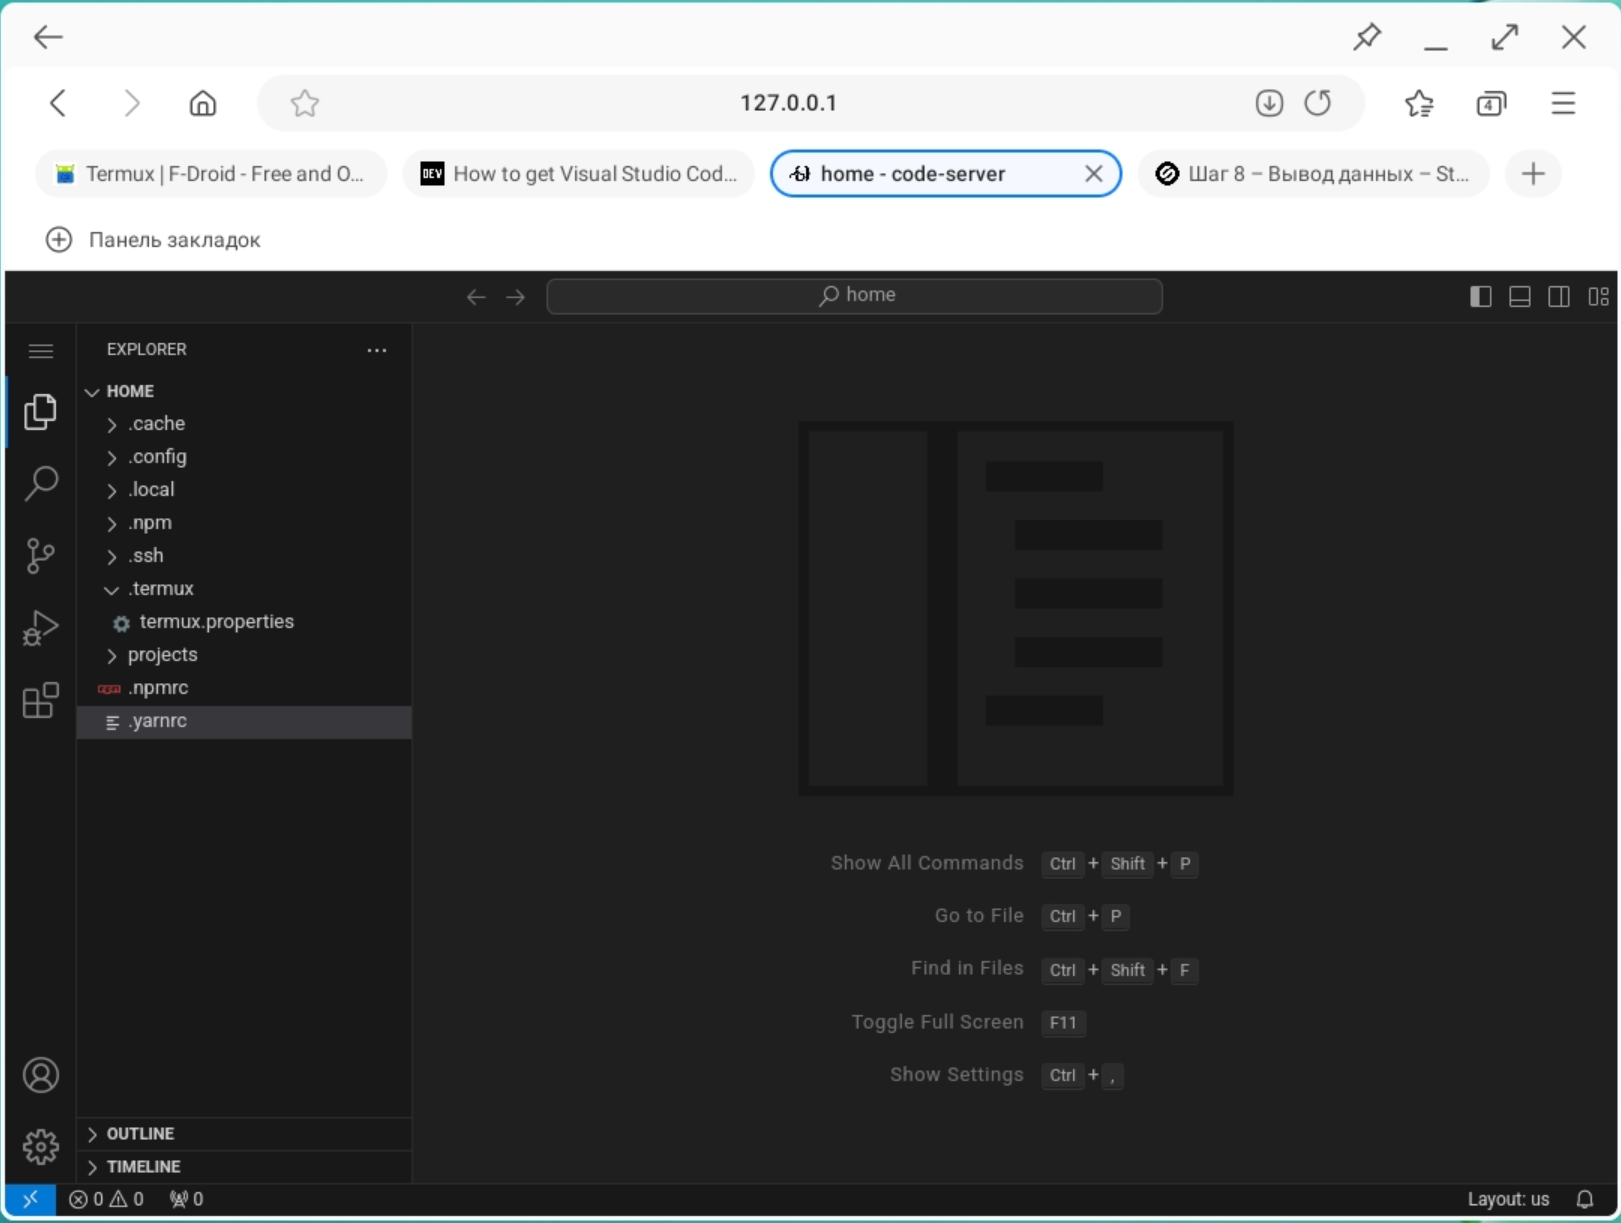 127.0.0.1
4
Termux | F-Droid - Free and O...
DEV How to get Visual Studio Cod...
home - code-server
Шаг 8 – Вывод данных – St...
Панель закладок
home
EXPLORER
HOME
.cache
.config
.local
.npm
.ssh
.termux
termux.properties
projects
.npmrc
.yarnrc
Show All Commands Ctrl + Shift + P
Go to File Ctrl + P
Find in Files Ctrl + Shift + F
Toggle Full Screen F11
Show Settings Ctrl + ,
OUTLINE
TIMELINE
0 0 0
Layout: us